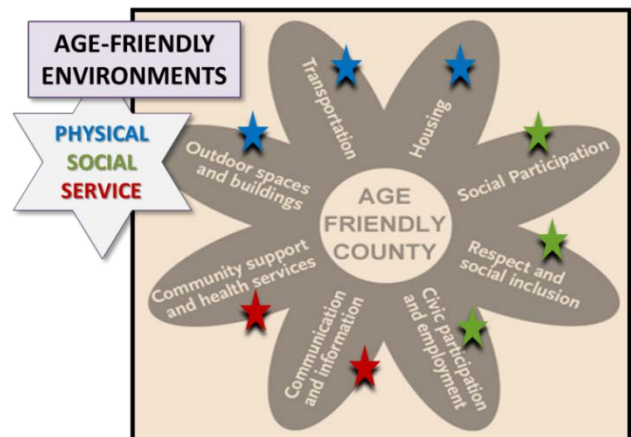 AGE-FRIENDLY
ENVIRONMENTS
PHYSICAL
SOCIAL
SERVICE
Transportation
Housing
Social Participation
Respect and
social inclusion
Civic participation
and employment
Communication
and information
Community support
and health services
Outdoor spaces
and buildings
AGE
FRIENDLY
COUNTY